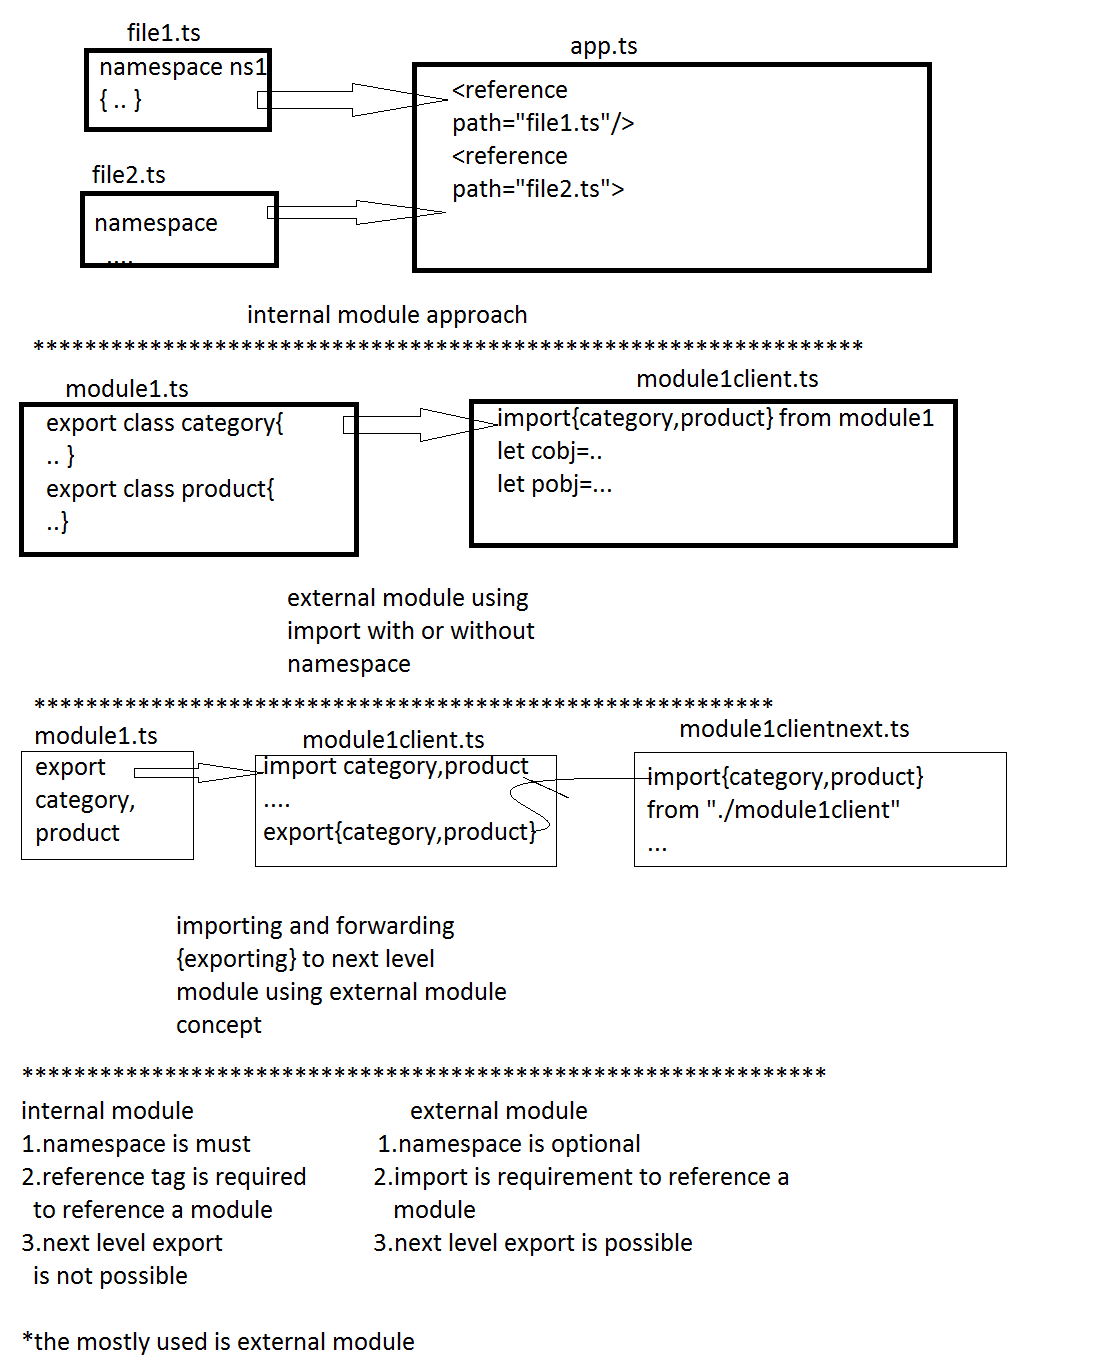 file1.ts
namespace ns1
{ .. }
app.ts
<reference
path="file1.ts"/>
<reference
path="file2.ts">
file2.ts
namespace
....
internal module approach
****************************************************************
module1.ts
export class category{
.. }
export class product{
..}
module1client.ts
import{category,product} from module1
let cobj=..
let pobj=...
external module using
import with or without
namespace
*********************************************************
module1.ts
export
category,
product
module1client.ts
import category,product
....
export{category,product}
module1clientnext.ts
import{category,product}
from "./module1client"
...
importing and forwarding
{exporting} to next level
module using external module
concept
**************************************************************
internal module
1.namespace is must
2.reference tag is required
to reference a module
3.next level export
is not possible
external module
1.namespace is optional
2.import is requirement to reference a
module
3.next level export is possible
*the mostly used is external module